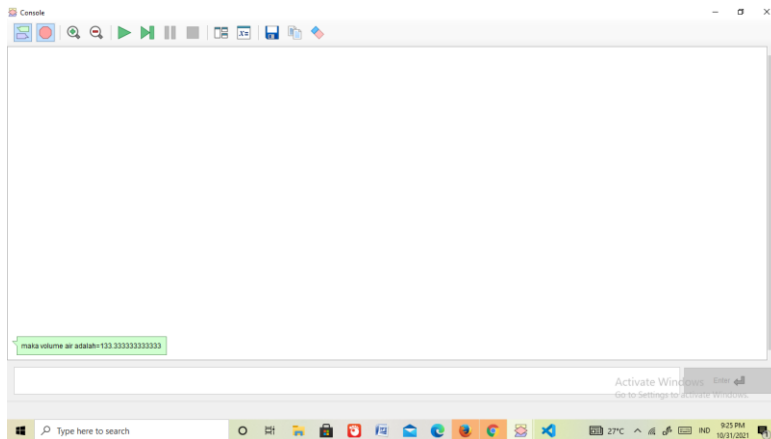 Console
maka volume air adalah=133.333333333333
Activate Windows
Go to Settings to activate Windows.
Enter
Type here to search
27°C
IND
9:25 PM
10/31/2021